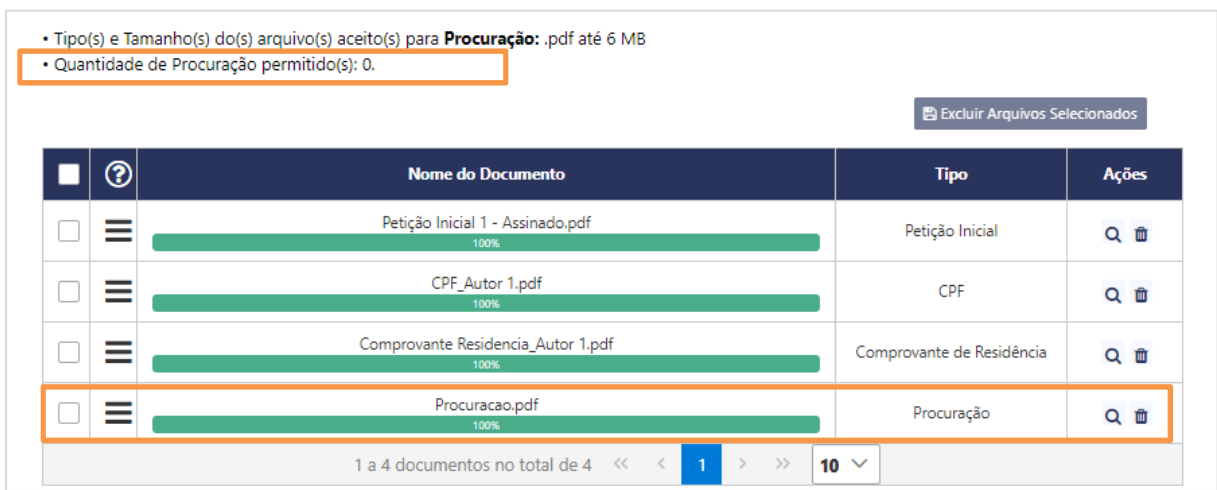 • Tipo(s) e Tamanho(s) do(s) arquivo(s) aceito(s) para Procuração: .pdf até 6 MB
• Quantidade de Procuração permitido(s): 0.
Excluir Arquivos Selecionados
Nome do Documento Tipo Ações
Petição Inicial 1 - Assinado.pdf
100%
Petição Inicial
CPF_Autor 1.pdf
100%
CPF
Comprovante Residencia_Autor 1.pdf
100%
Comprovante de Residência
Procuracao.pdf
100%
Procuração
1 a 4 documentos no total de 4 << < 1 > >> 10